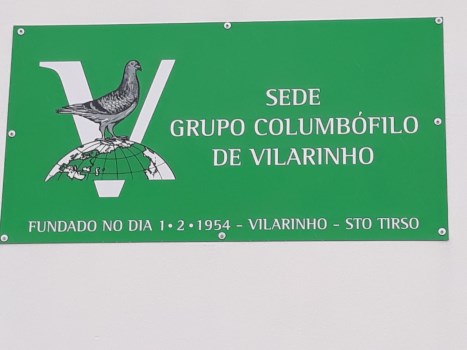 V
SEDE
GRUPO COLUMBÓFILO
DE VILARINHO
FUNDADO NO DIA 1•2•1954 - VILARINHO - STO TIRSO